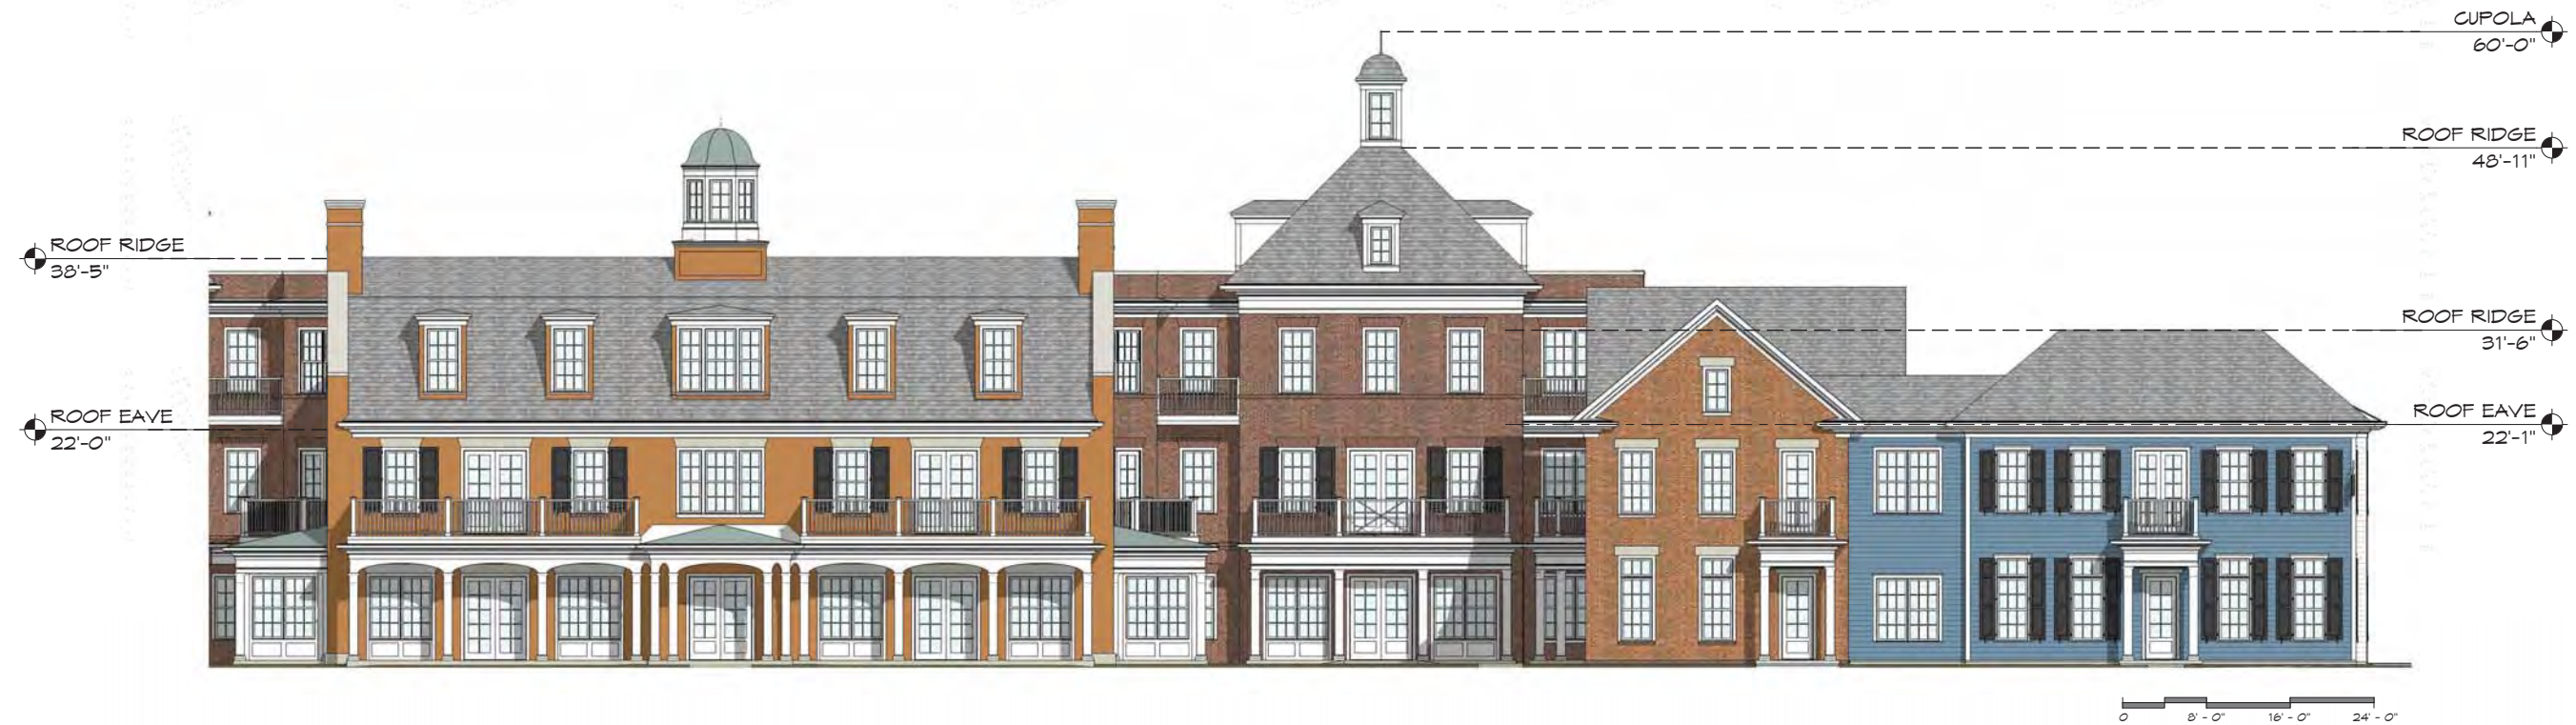 CUPOLA
60'-0"
ROOF RIDGE
48'-11"
ROOF RIDGE
38'-5"
ROOF RIDGE
31'-6"
ROOF EAVE
22'-0"
ROOF EAVE
22'-1"
0 8' - 0" 16' - 0" 24' - 0"